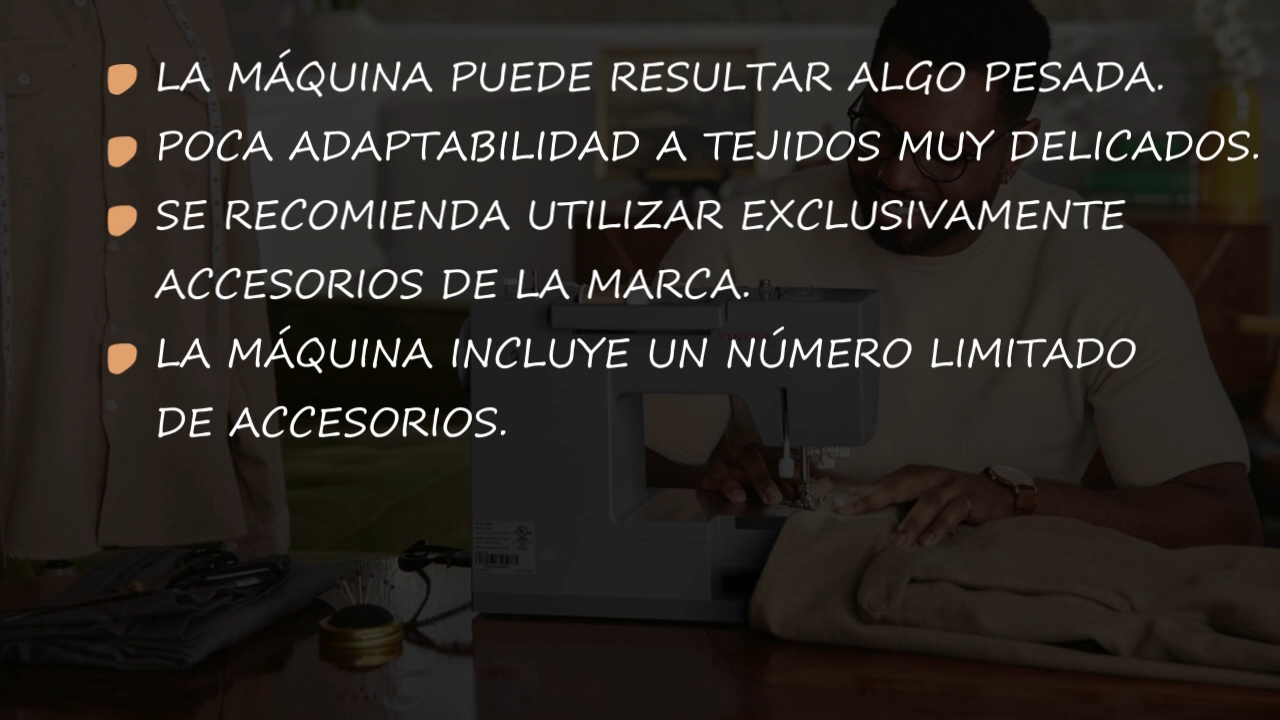 LA MÁQUINA PUEDE RESULTAR ALGO PESADA.
POCA ADAPTABILIDAD A TEJIDOS MUY DELICADOS.
SE RECOMIENDA UTILIZAR EXCLUSIVAMENTE
ACCESORIOS DE LA MARCA.
LA MÁQUINA INCLUYE UN NÚMERO LIMITADO
DE ACCESORIOS.